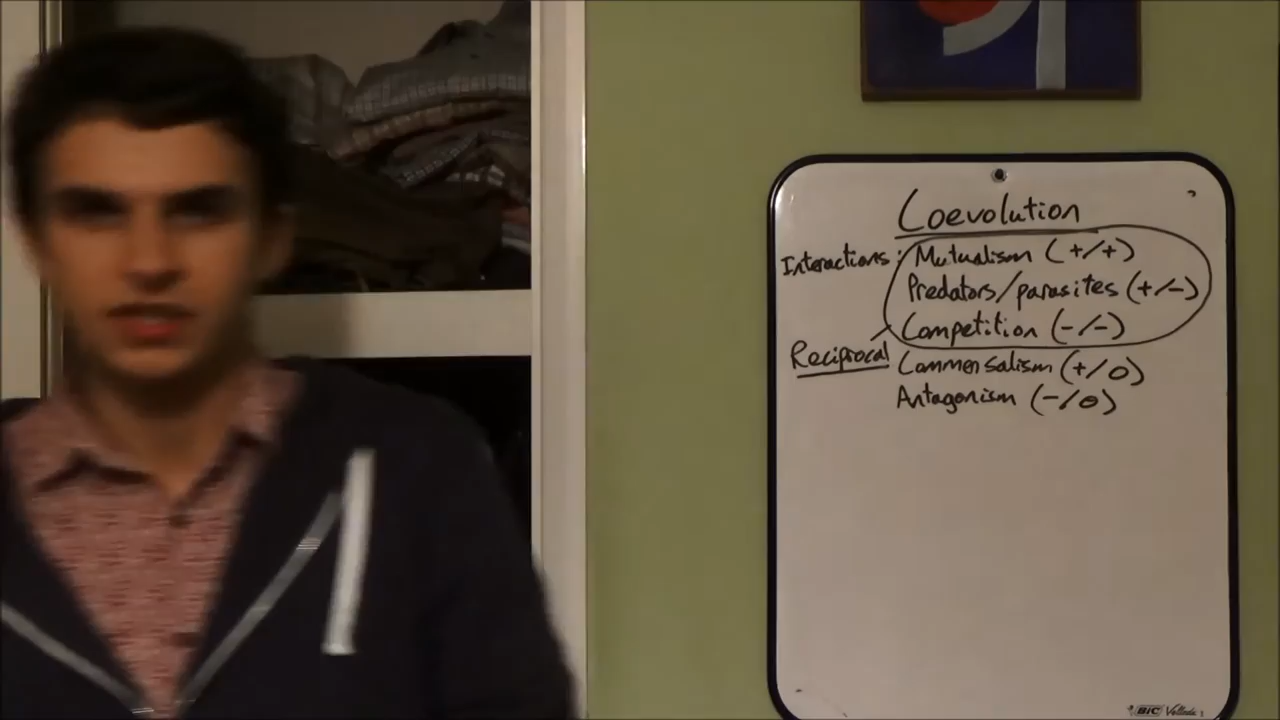 Coevolution
Interactions: Mutualism (+/+)
Predators/parasites (+/-)
Competition (-/-)
Reciprocal
Commensalism (+/0)
Antagonism (-/0)
BIC Velleda